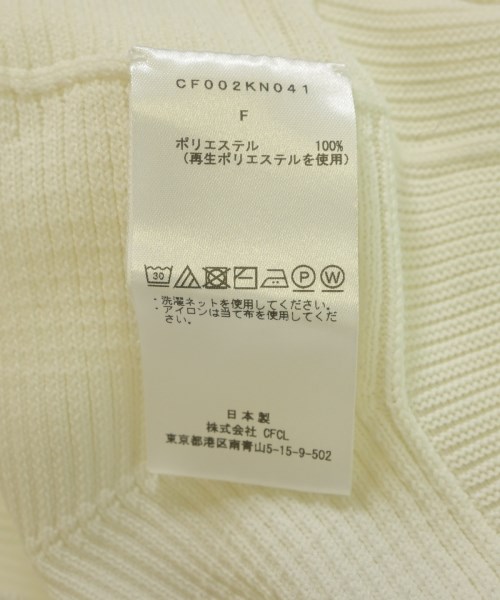 CF002KN041
F
ポリエステル 100%
(再生ポリエステルを使用)
30 P W
・洗濯ネットを使用してください。
・アイロンは当て布を使用してくだ
さい。
日本製
株式会社 CFCL
東京都港区南青山5-15-9-502